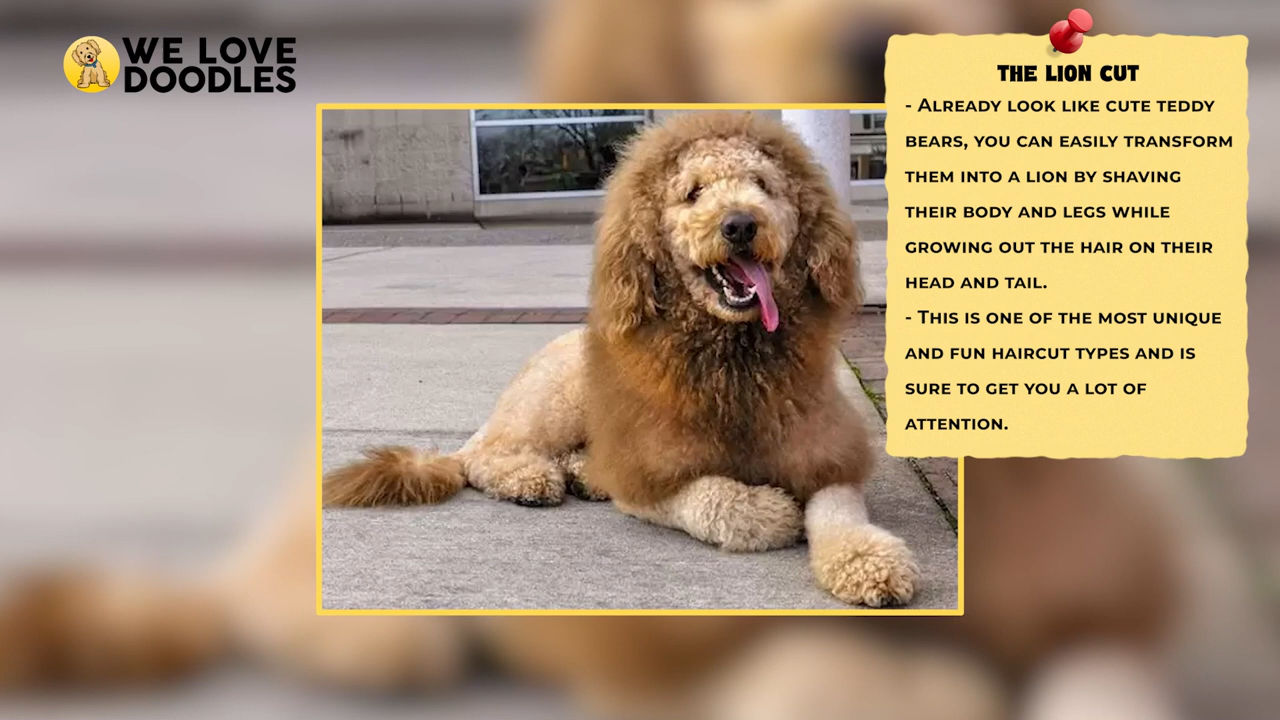 WE LOVE
DOODLES
THE LION CUT
- ALREADY LOOK LIKE CUTE TEDDY
BEARS, YOU CAN EASILY TRANSFORM
THEM INTO A LION BY SHAVING
THEIR BODY AND LEGS WHILE
GROWING OUT THE HAIR ON THEIR
HEAD AND TAIL.
- THIS IS ONE OF THE MOST UNIQUE
AND FUN HAIRCUT TYPES AND IS
SURE TO GET YOU A LOT OF
ATTENTION.